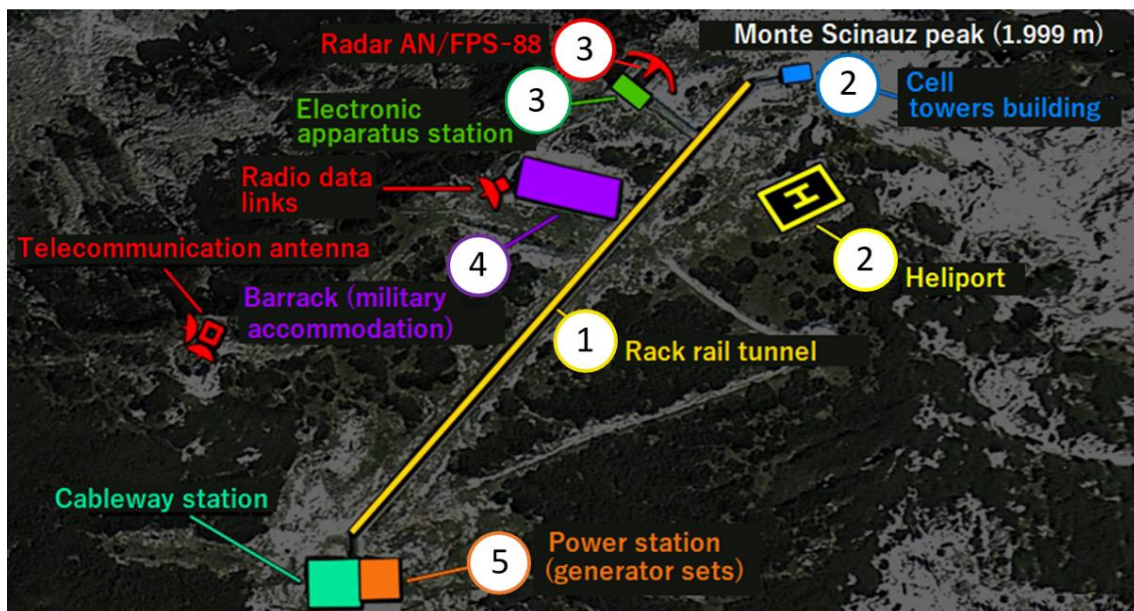 Radar AN/FPS-88
3
Monte Scinauz peak (1.999 m)
3
Electronic
apparatus station
2
Cell
towers building
Radio data
links
H
Telecommunication antenna
4
Barrack (military
accommodation)
2
Heliport
1
Rack rail tunnel
Cableway station
5
Power station
(generator sets)